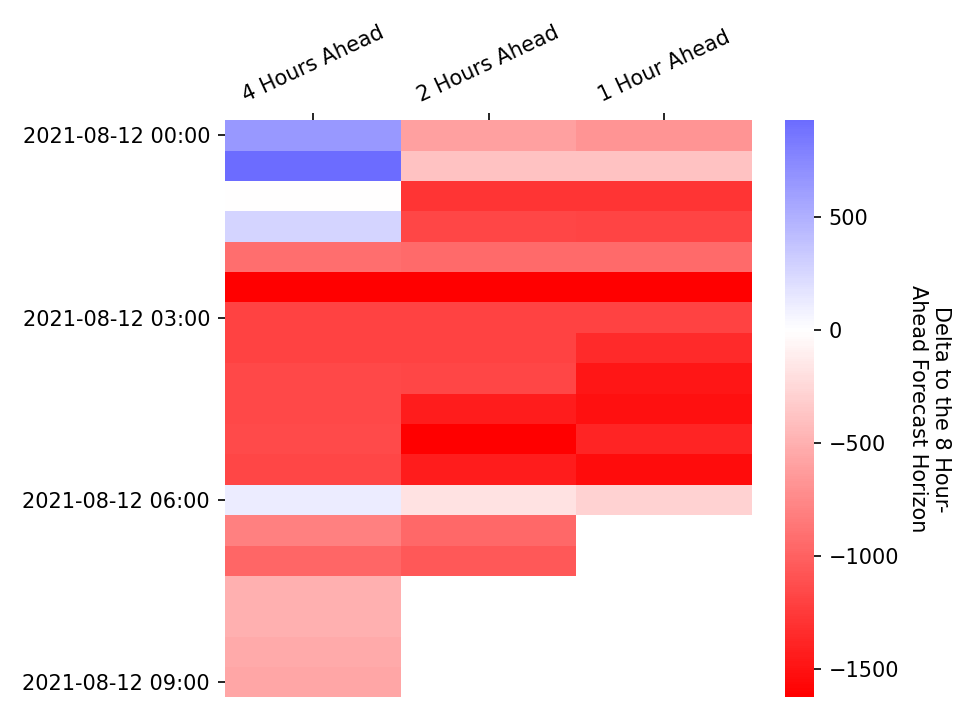 4 Hours Ahead
2 Hours Ahead
1 Hour Ahead
2021-08-12 00:00
2021-08-12 03:00
2021-08-12 06:00
2021-08-12 09:00
500
0
−500
−1000
−1500
Delta to the 8 Hour-
Ahead Forecast Horizon